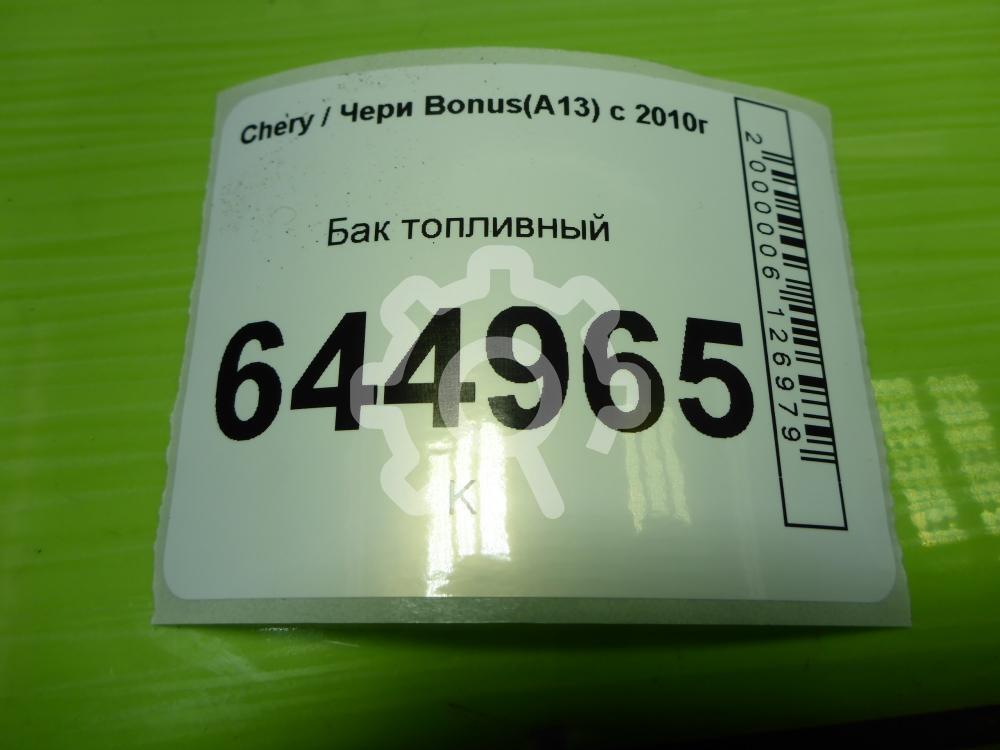 Chery / Чери Bonus(A13) с 2010г
Бак топливный
644965
К
2000006126979